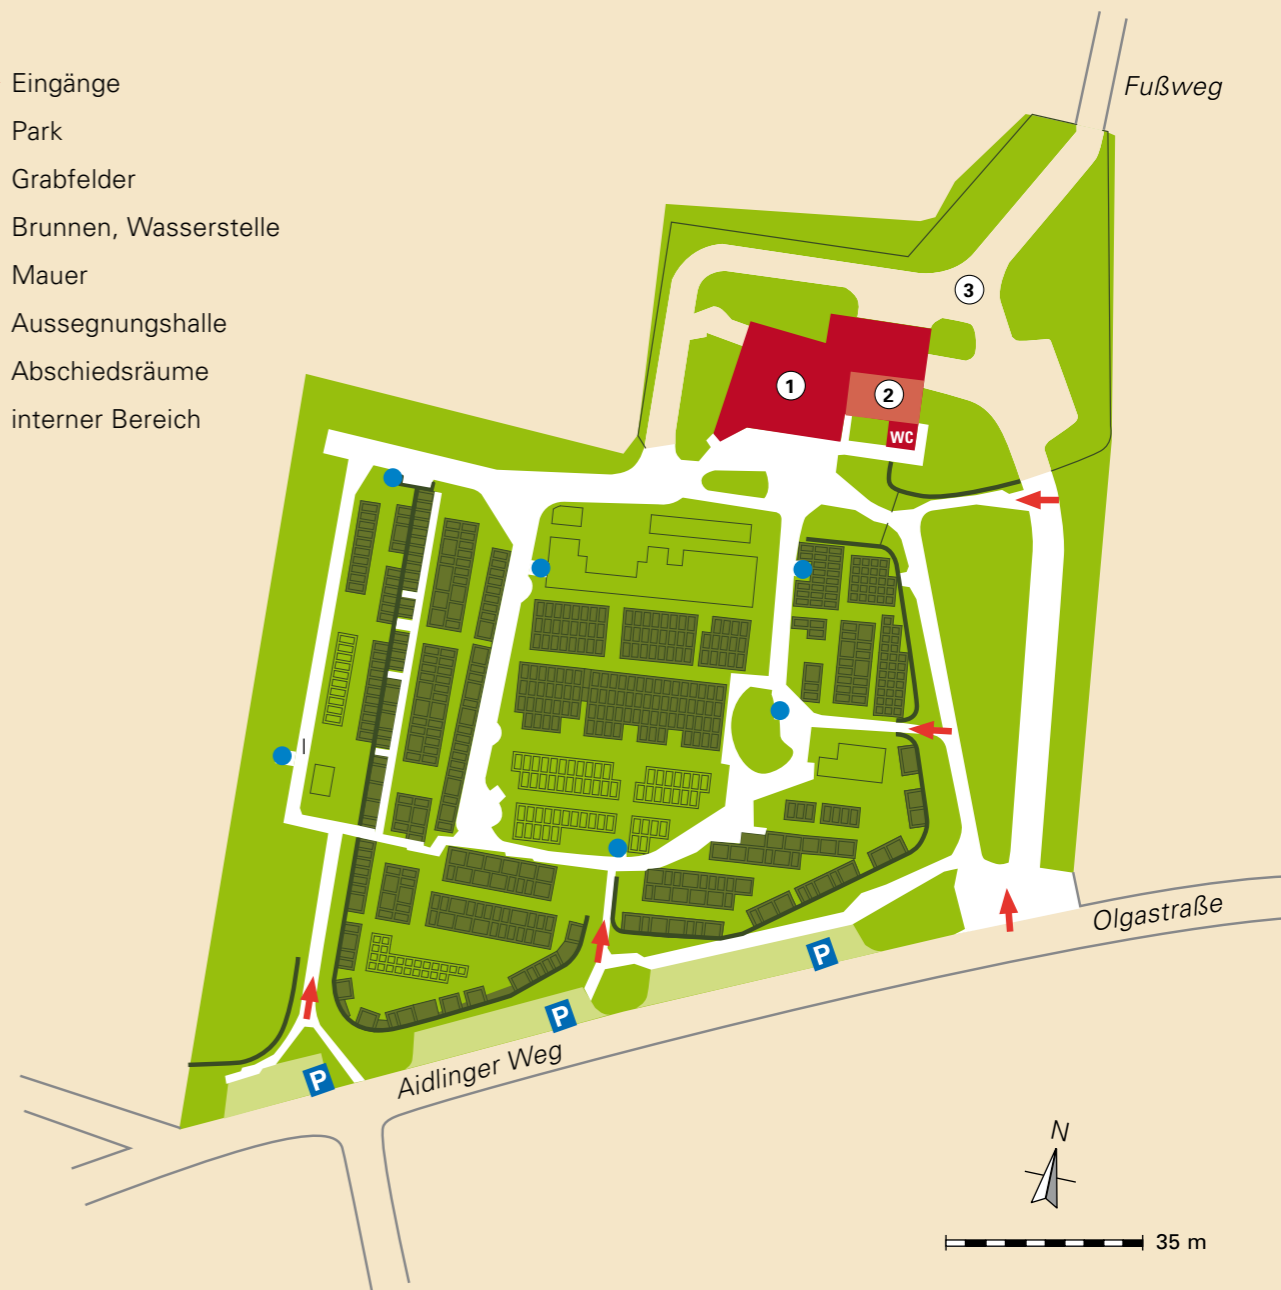 Eingänge
Park
Grabfelder
Brunnen, Wasserstelle
Mauer
Aussegnungshalle
Abschiedsräume
interner Bereich
Fußweg
3
1
2
WC
Olgastraße
P
P
Aidlinger Weg
P
N
35 m